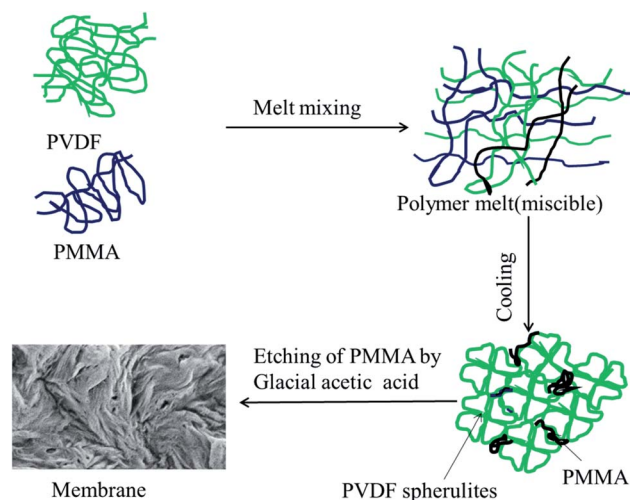 PVDF
PMMA
Melt mixing
Polymer melt(miscible)
Cooling
Etching of PMMA by
Glacial acetic acid
Membrane
PVDF spherulites
PMMA